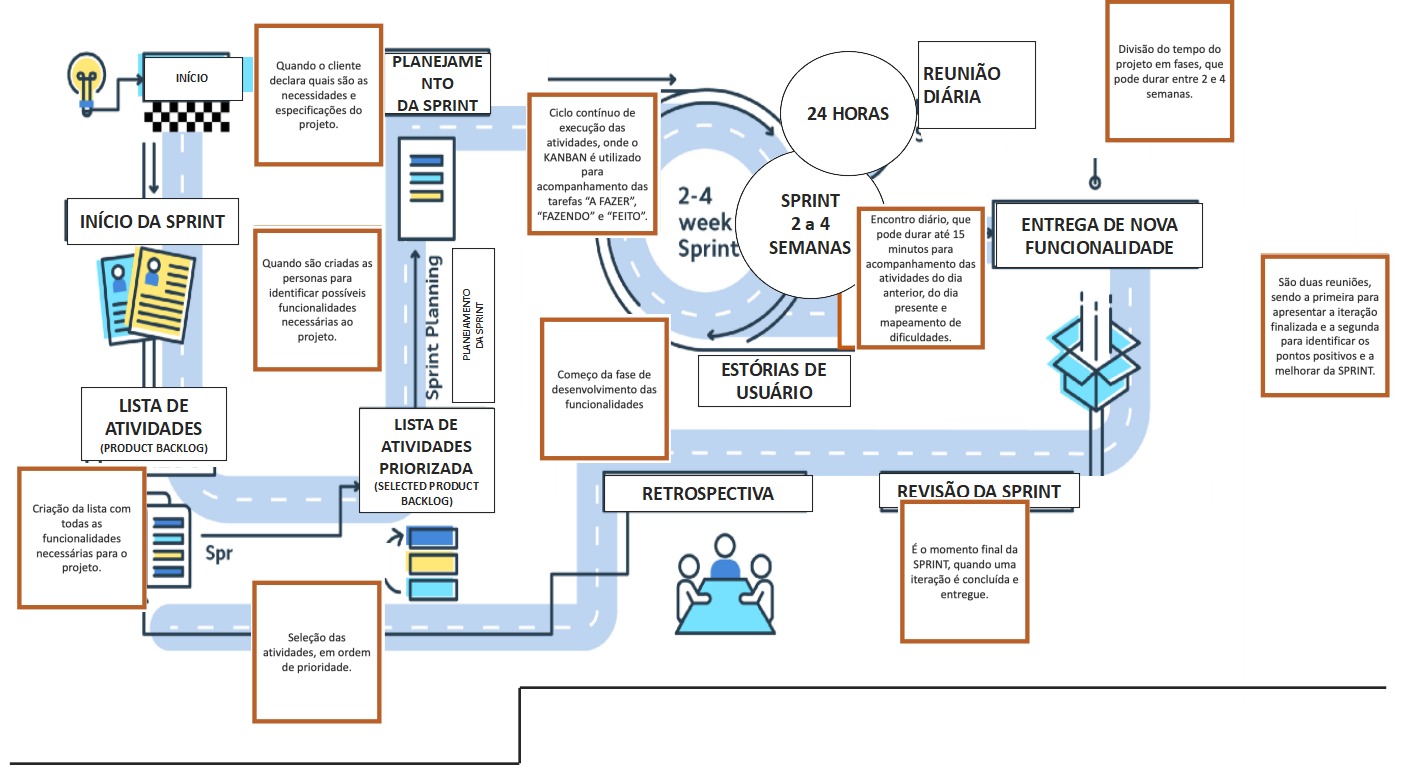 INÍCIO
Quando o cliente
declara quais são as
necessidades e
especificações do
projeto.
PLANEJAME
NTO
DA SPRINT
Ciclo contínuo de
execução das
atividades, onde o
KANBAN é utilizado
para
acompanhamento das
tarefas “A FAZER”,
“FAZENDO” e “FEITO”.
24 HORAS
REUNIÃO
DIÁRIA
Divisão do tempo do
projeto em fases, que
pode durar entre 2 e 4
semanas.
INÍCIO DA SPRINT
Quando são criadas as
personas para
identificar possíveis
funcionalidades
necessárias ao
projeto.
Sprint Planning
PLANEJAMENTO
DA SPRINT
2-4
week
Sprint
SPRINT
2 a 4
SEMANAS
Encontro diário, que
pode durar até 15
minutos para
acompanhamento das
atividades do dia
anterior, do dia
presente e
mapeamento de
dificuldades.
ENTREGA DE NOVA
FUNCIONALIDADE
São duas reuniões,
sendo a primeira para
apresentar a iteração
finalizada e a segunda
para identificar os
pontos positivos e a
melhorar da SPRINT.
LISTA DE
ATIVIDADES
(PRODUCT BACKLOG)
LISTA DE
ATIVIDADES
PRIORIZADA
(SELECTED PRODUCT
BACKLOG)
Começo da fase de
desenvolvimento das
funcionalidades
ESTÓRIAS DE
USUÁRIO
Criação da lista com
todas as
funcionalidades
necessárias para o
projeto.
Spr
RETROSPECTIVA
REVISÃO DA SPRINT
É o momento final da
SPRINT, quando uma
iteração é concluída e
entregue.
Seleção das
atividades, em ordem
de prioridade.